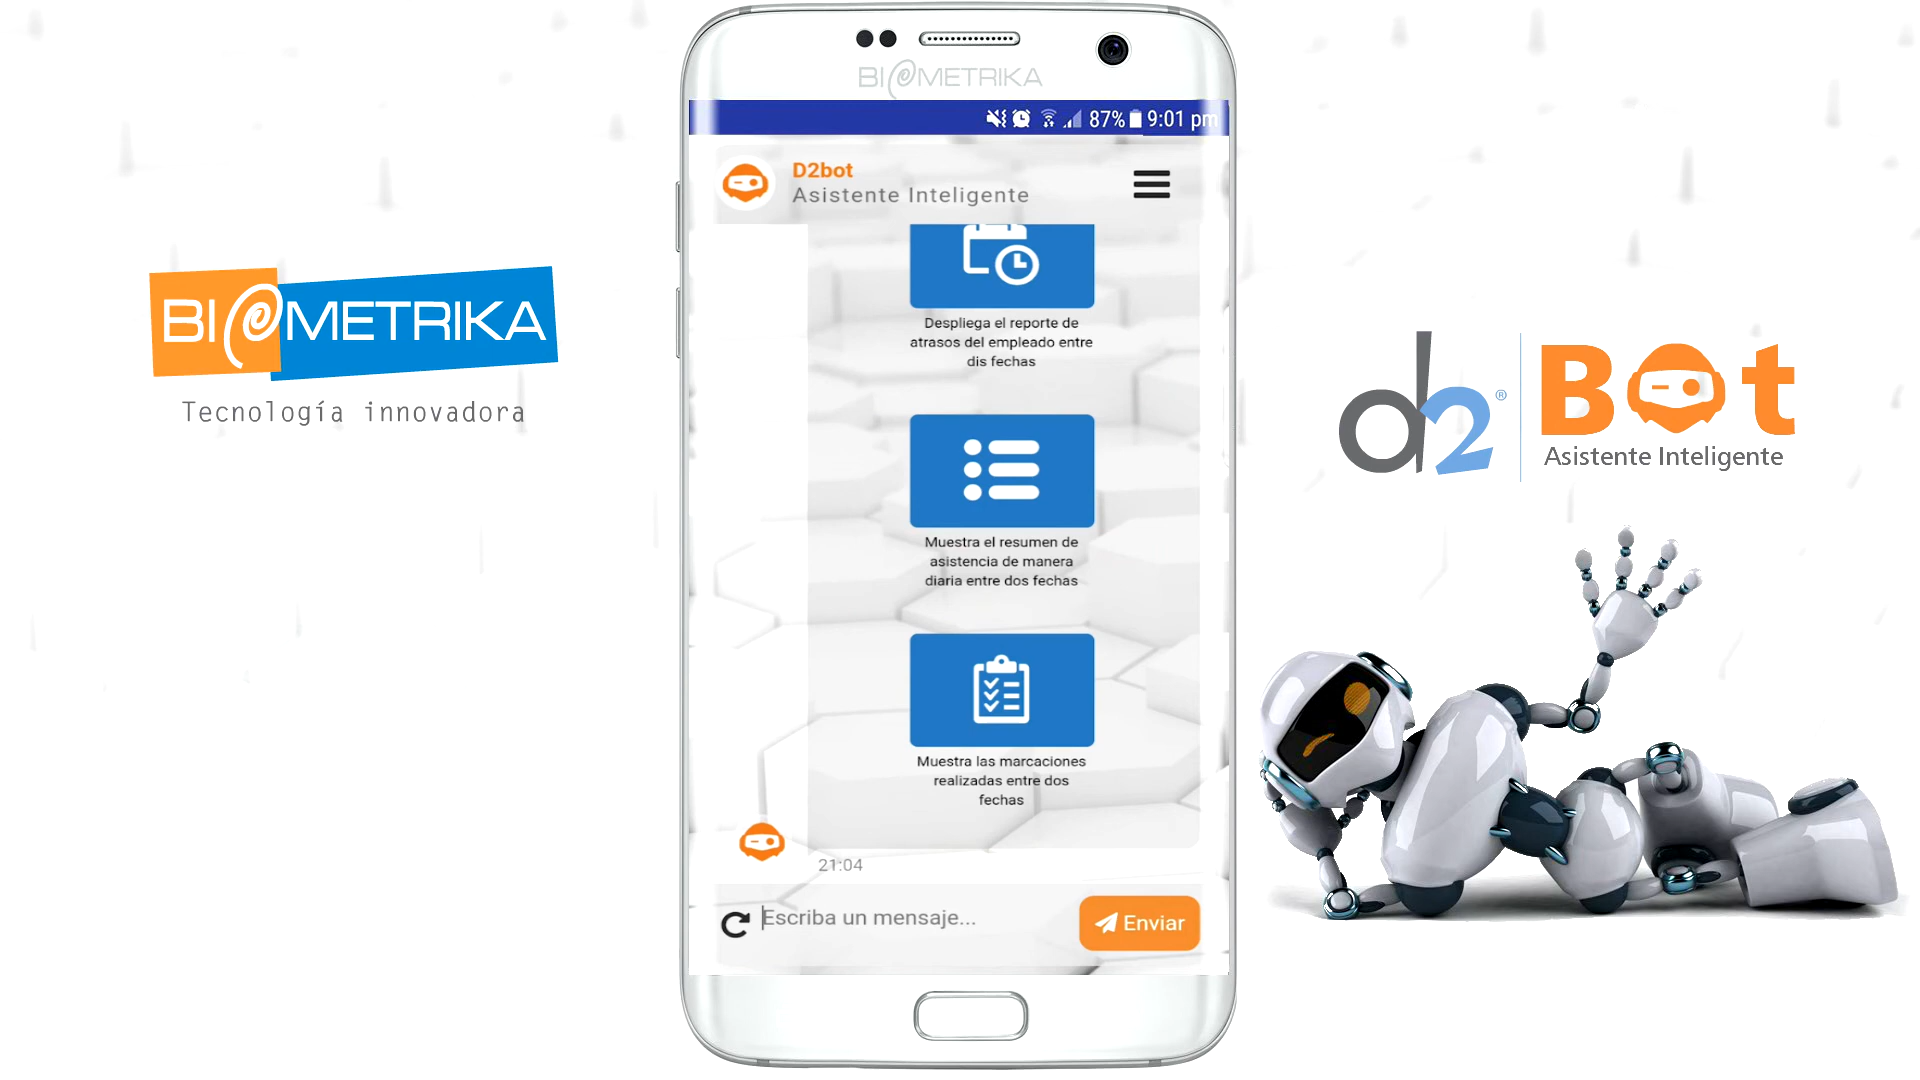 BI@METRIKA
87% 9:01 pm
D2bot
Asistente Inteligente
Despliega el reporte de
atrasos del empleado entre
dis fechas
Muestra el resumen de
asistencia de manera
diaria entre dos fechas
Muestra las marcaciones
realizadas entre dos
fechas
21:04
Escriba un mensaje...
Enviar
BI@METRIKA
Tecnología innovadora
d2®
Bot
Asistente Inteligente